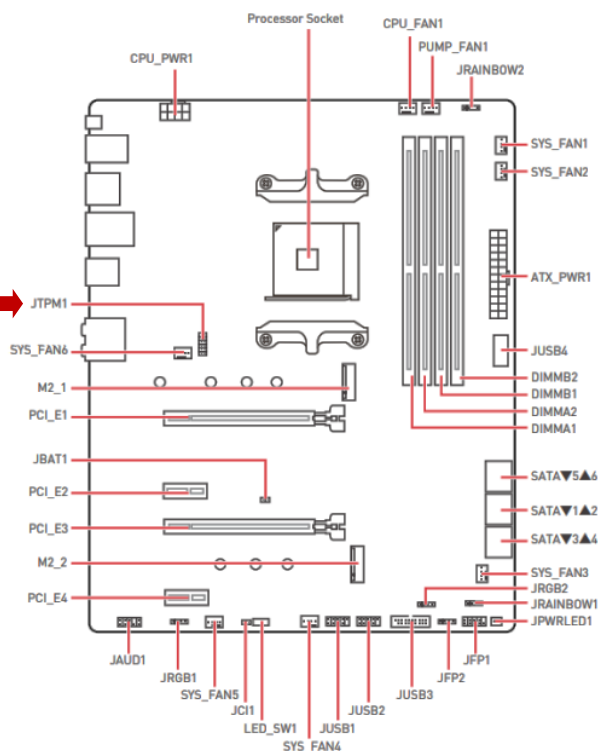 Processor Socket
CPU_FAN1
PUMP_FAN1
CPU_PWR1
JRAINBOW2
SYS_FAN1
SYS_FAN2
ATX_PWR1
JTPM1
SYS_FAN6
JUSB4
M2_1
DIMMB2
DIMMB1
DIMMA2
DIMMA1
PCI_E1
JBAT1
PCI_E2
SATA▼5▲6
SATA▼1▲2
PCI_E3
SATA▼3▲4
M2_2
SYS_FAN3
JRGB2
PCI_E4
JRAINBOW1
JPWRLED1
JAUD1
JRGB1
SYS_FAN5
JCI1
LED_SW1
SYS_FAN4
JUSB1
JUSB2
JUSB3
JFP2
JFP1